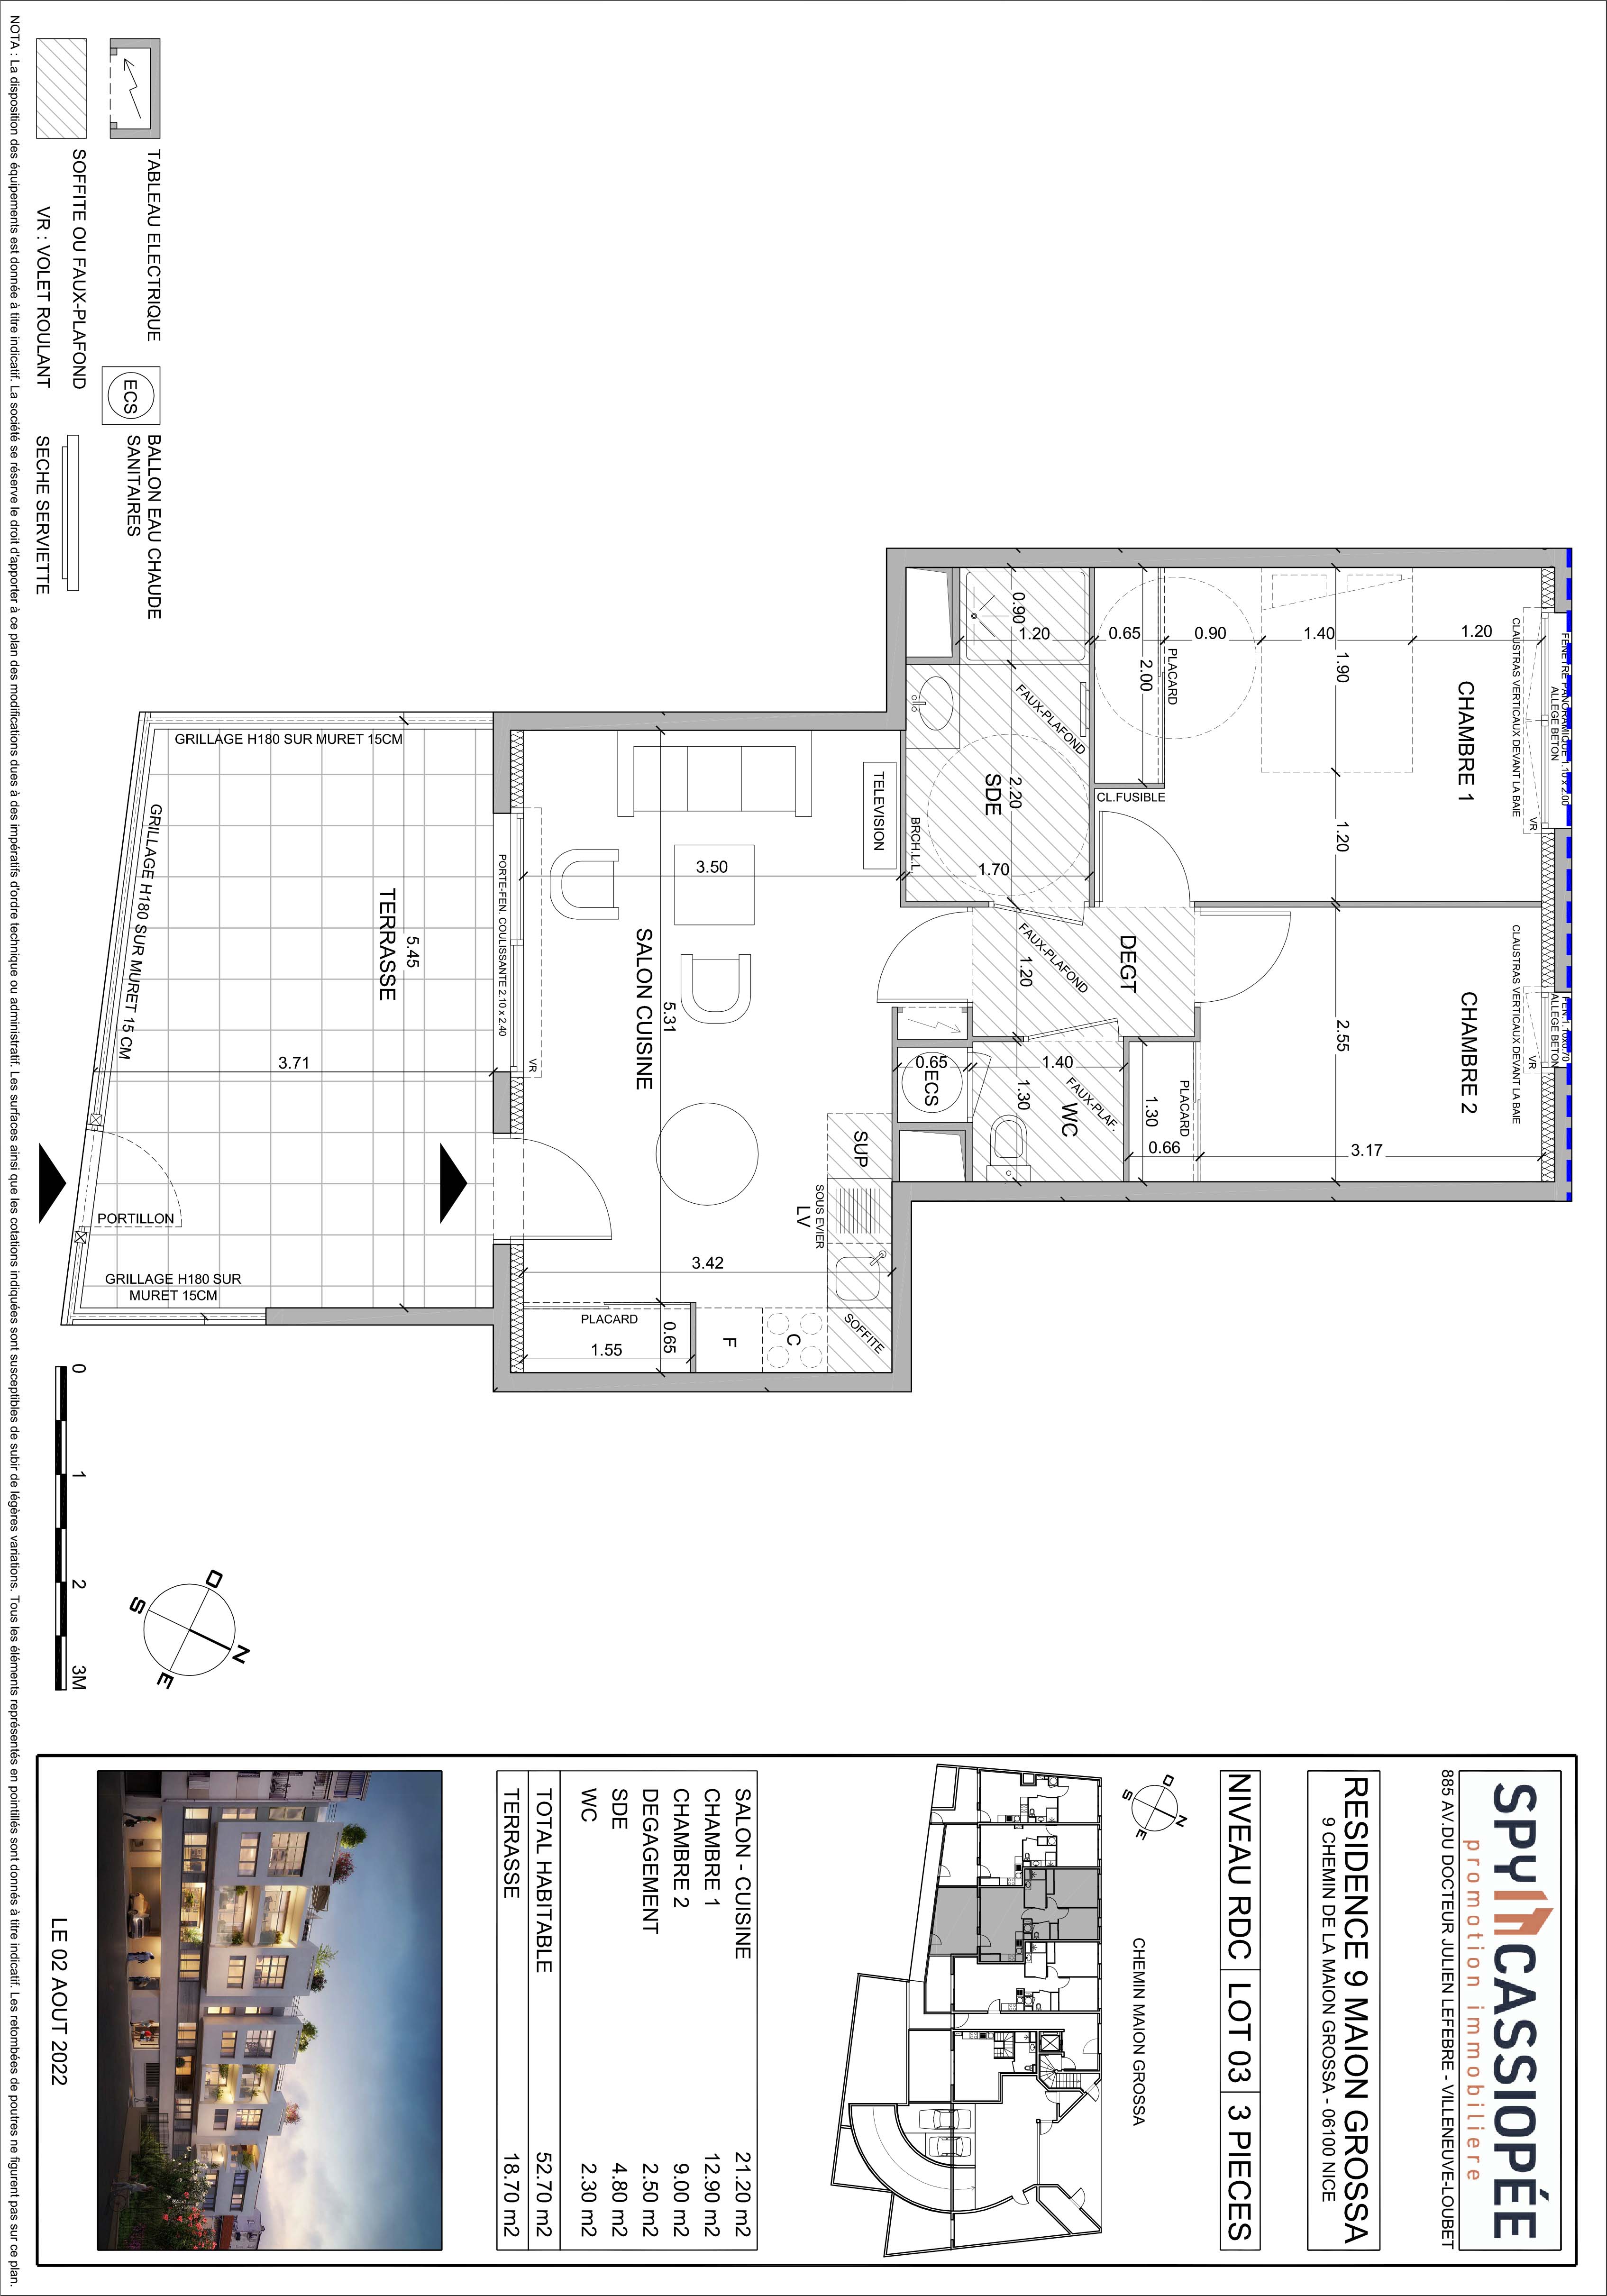 FENETRE PANORAMIQUE 1.10 x 2.00
ALLEGE BETON
VR
CLAUSTRAS VERTICAUX DEVANT LA BAIE
FEN.1.10x0.70
ALLEGE BETON
VR
CLAUSTRAS VERTICAUX DEVANT LA BAIE
1.20
CHAMBRE 1
CHAMBRE 2
3.17
1.90
1.20
2.55
1.40
0.90
PLACARD
2.00
0.65
CL.FUSIBLE
PLACARD
0.66
1.30
DEGT
FAUX-PLAFOND
FAUX-PLAFOND
FAUX-PLAF.
WC
1.40
1.20
0.90
2.20
SDE
1.70
1.20
1.30
BRCH.L.L.
0.65
ECS
TELEVISION
SUP
SOFFITE
SOUS EVIER
LV
C
F
3.50
3.42
5.31
0.65
SALON CUISINE
PLACARD
1.55
VR
PORTE-FEN. COULISSANTE 2.10 x 2.40
5.45
TERRASSE
3.71
GRILLAGE H180 SUR MURET 15CM
GRILLAGE H180 SUR MURET 15 CM
PORTILLON
GRILLAGE H180 SUR
MURET 15CM
N
O
E
S
0
1
2
3M
TABLEAU ELECTRIQUE
ECS
BALLON EAU CHAUDE
SANITAIRES
SOFFITE OU FAUX-PLAFOND
VR : VOLET ROULANT
SECHE SERVIETTE
SPY CASSIOPÉE
promotion immobiliere
885 AV.DU DOCTEUR JULIEN LEFEBRE - VILLENEUVE-LOUBET
RESIDENCE 9 MAION GROSSA
9 CHEMIN DE LA MAION GROSSA - 06100 NICE
NIVEAU RDC LOT 03 3 PIECES
N
O
E
S
CHEMIN MAION GROSSA
SALON - CUISINE 21.20 m2
CHAMBRE 1 12.90 m2
CHAMBRE 2 9.00 m2
DEGAGEMENT 2.50 m2
SDE 4.80 m2
WC 2.30 m2
TOTAL HABITABLE 52.70 m2
TERRASSE 18.70 m2
LE 02 AOUT 2022
NOTA : La disposition des équipements est donnée à titre indicatif. La société se réserve le droit d'apporter à ce plan des modifications dues à des impératifs d'ordre technique ou administratif. Les surfaces ainsi que les cotations indiquées sont susceptibles de subir de légères variations. Tous les éléments représentés en pointillés sont donnés à titre indicatif. Les retombées de poutres ne figurent pas sur ce plan.